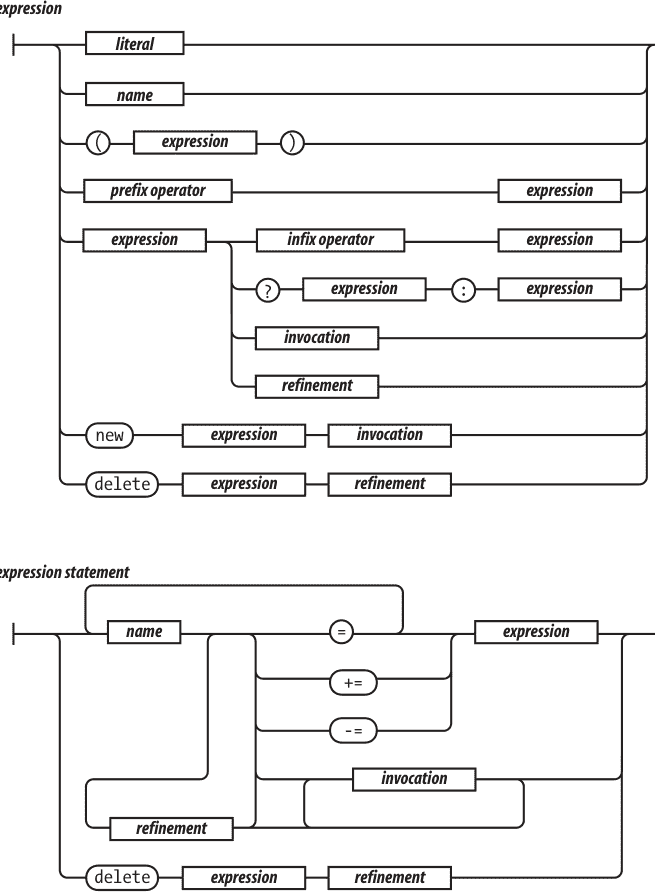 expression
literal
name
( expression )
prefix operator expression
expression infix operator expression
? expression : expression
invocation
refinement
new expression invocation
delete expression refinement
expression statement
name = expression
+=
-=
invocation
refinement
delete expression refinement